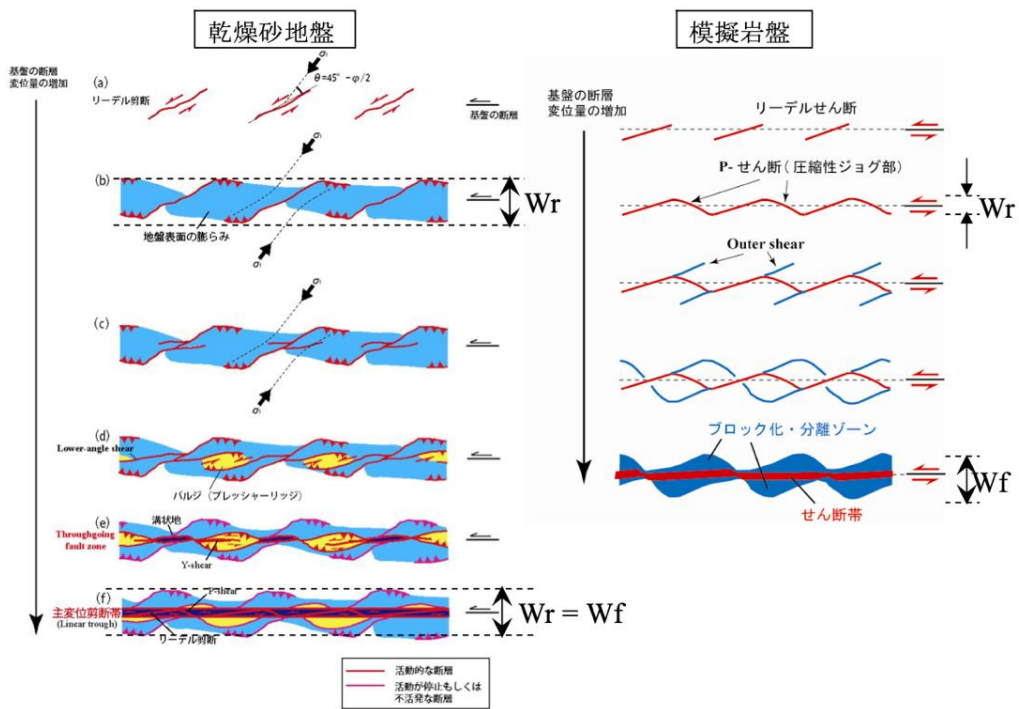 乾燥砂地盤
基盤の断層
変位量の増加
(a)
リーデル剪断
σ
θ=45° −φ/2
基盤の断層
σ
(b)
Wr
地盤表面の膨らみ
σ
σ
(c)
σ
(d)
Lower-angle shear
バルジ (プレッシャーリッジ)
(e)
溝状地
Throughgoing
fault zone
Y-shear
(f)
P-shear
主変位剪断帯
(Linear trough)
リーデル剪断
Wr = Wf
活動的な断層
活動が停止もしくは
不活発な断層
模擬岩盤
基盤の断層
変位量の増加
リーデルせん断
P- せん断(圧縮性ジョグ部)
Wr
Outer shear
ブロック化・分離ゾーン
Wf
せん断帯